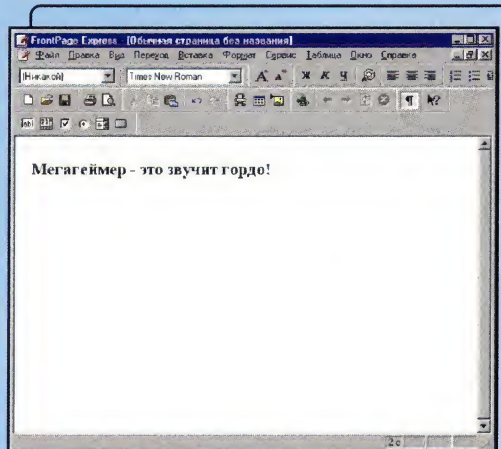 FrontPage Express - [Обычная страница без названия]
Файл Правка Вид Переход Вставка Формат Сервис Таблица Окно Справка
(Никакой) Times New Roman А А Ж К Ч
Мегагеймер - это звучит гордо!
2 с